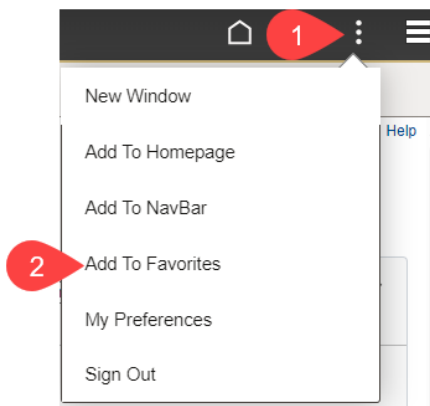 1
New Window
Help
Add To Homepage
Add To NavBar
2 Add To Favorites
My Preferences
Sign Out